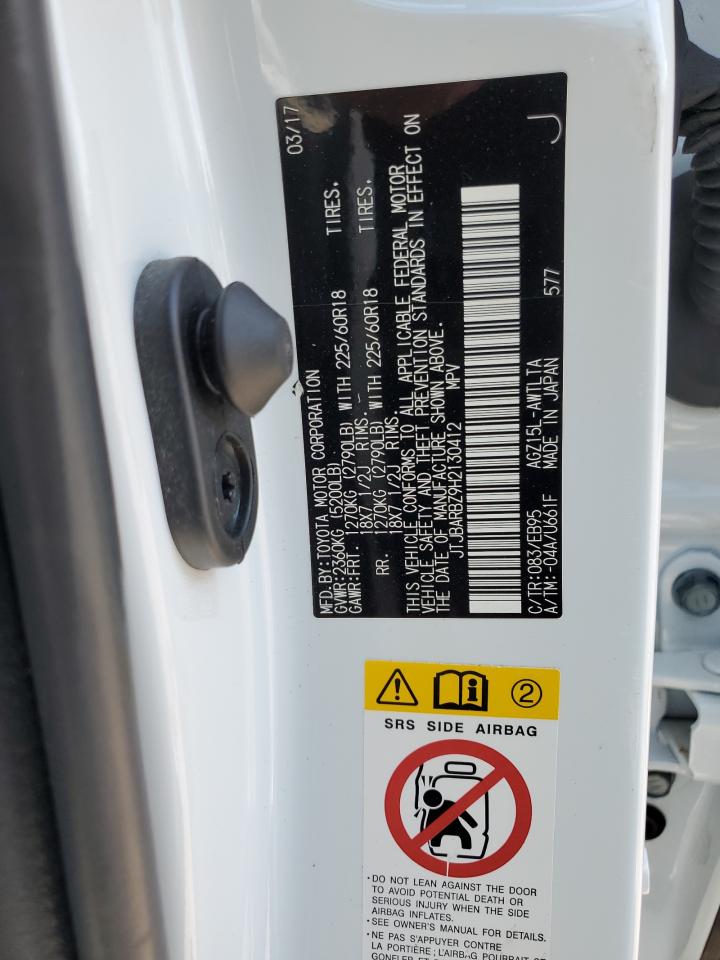 MFD.BY:TOYOTA MOTOR CORPORATION 03/17
GVWR:2360KG (5200LB)
GAWR:FRT. 1270KG (2790LB) WITH 225/60R18 TIRES.
18X7 1/2J RIMS.
RR. 1270KG (2790LB) WITH 225/60R18 TIRES.
18X7 1/2J RIMS.
THIS VEHICLE CONFORMS TO ALL APPLICABLE FEDERAL MOTOR
VEHICLE SAFETY AND THEFT PREVENTION STANDARDS IN EFFECT ON
THE DATE OF MANUFACTURE SHOWN ABOVE.
JTJBARBZ9H2130412 MPV
C/TR:083/EB95 AGZ15L-AWTLTA
A/TM:-04A/U661F MADE IN JAPAN 577 J
2
SRS SIDE AIRBAG
・DO NOT LEAN AGAINST THE DOOR
TO AVOID POTENTIAL DEATH OR
SERIOUS INJURY WHEN THE SIDE
AIRBAG INFLATES.
・SEE OWNER'S MANUAL FOR DETAILS.
・NE PAS S'APPUYER CONTRE
LA PORTIÈRE ; L'AIRBAG POURRAIT